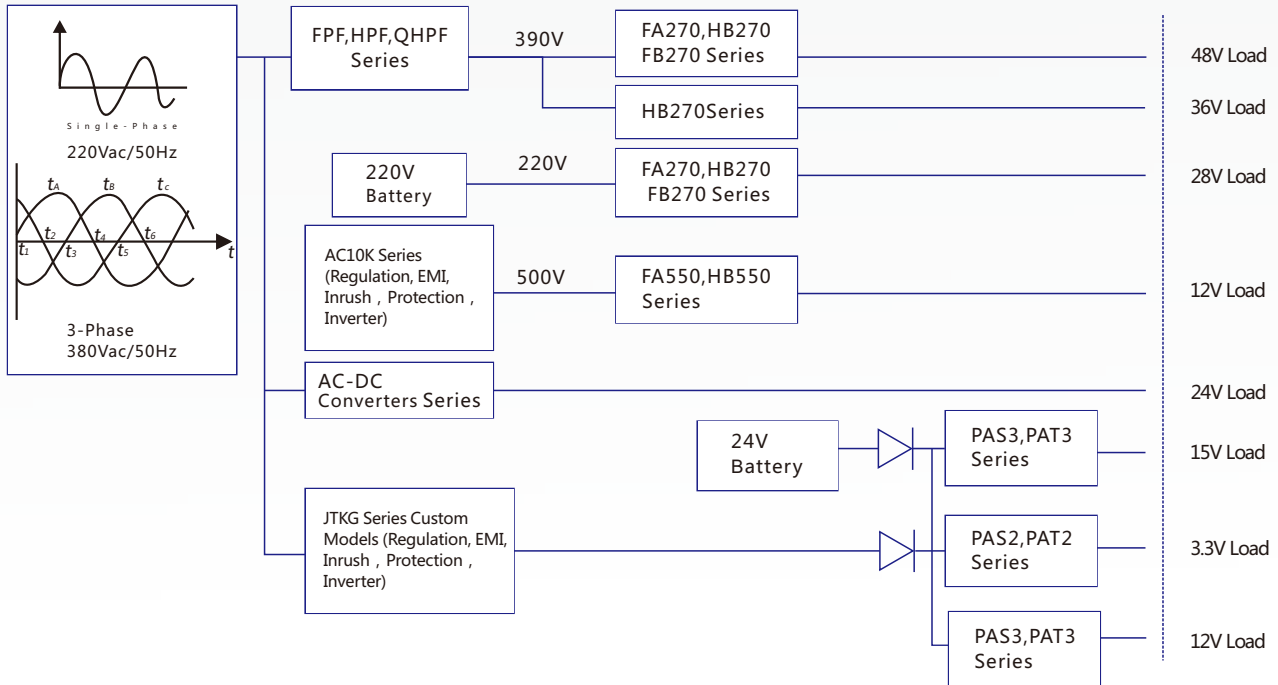 Single-Phase
220Vac/50Hz
tA
tB
tc
t1
t2
t3
t4
t5
t6
t
3-Phase
380Vac/50Hz
FPF,HPF,QHPF
Series
390V
FA270,HB270
FB270 Series
48V Load
HB270Series
36V Load
220V
Battery
220V
FA270,HB270
FB270 Series
28V Load
AC10K Series
(Regulation, EMI,
Inrush , Protection ,
Inverter)
500V
FA550,HB550
Series
12V Load
AC-DC
Converters Series
24V Load
24V
Battery
PAS3,PAT3
Series
15V Load
JTKG Series Custom
Models (Regulation, EMI,
Inrush , Protection ,
Inverter)
PAS2,PAT2
Series
3.3V Load
PAS3,PAT3
Series
12V Load